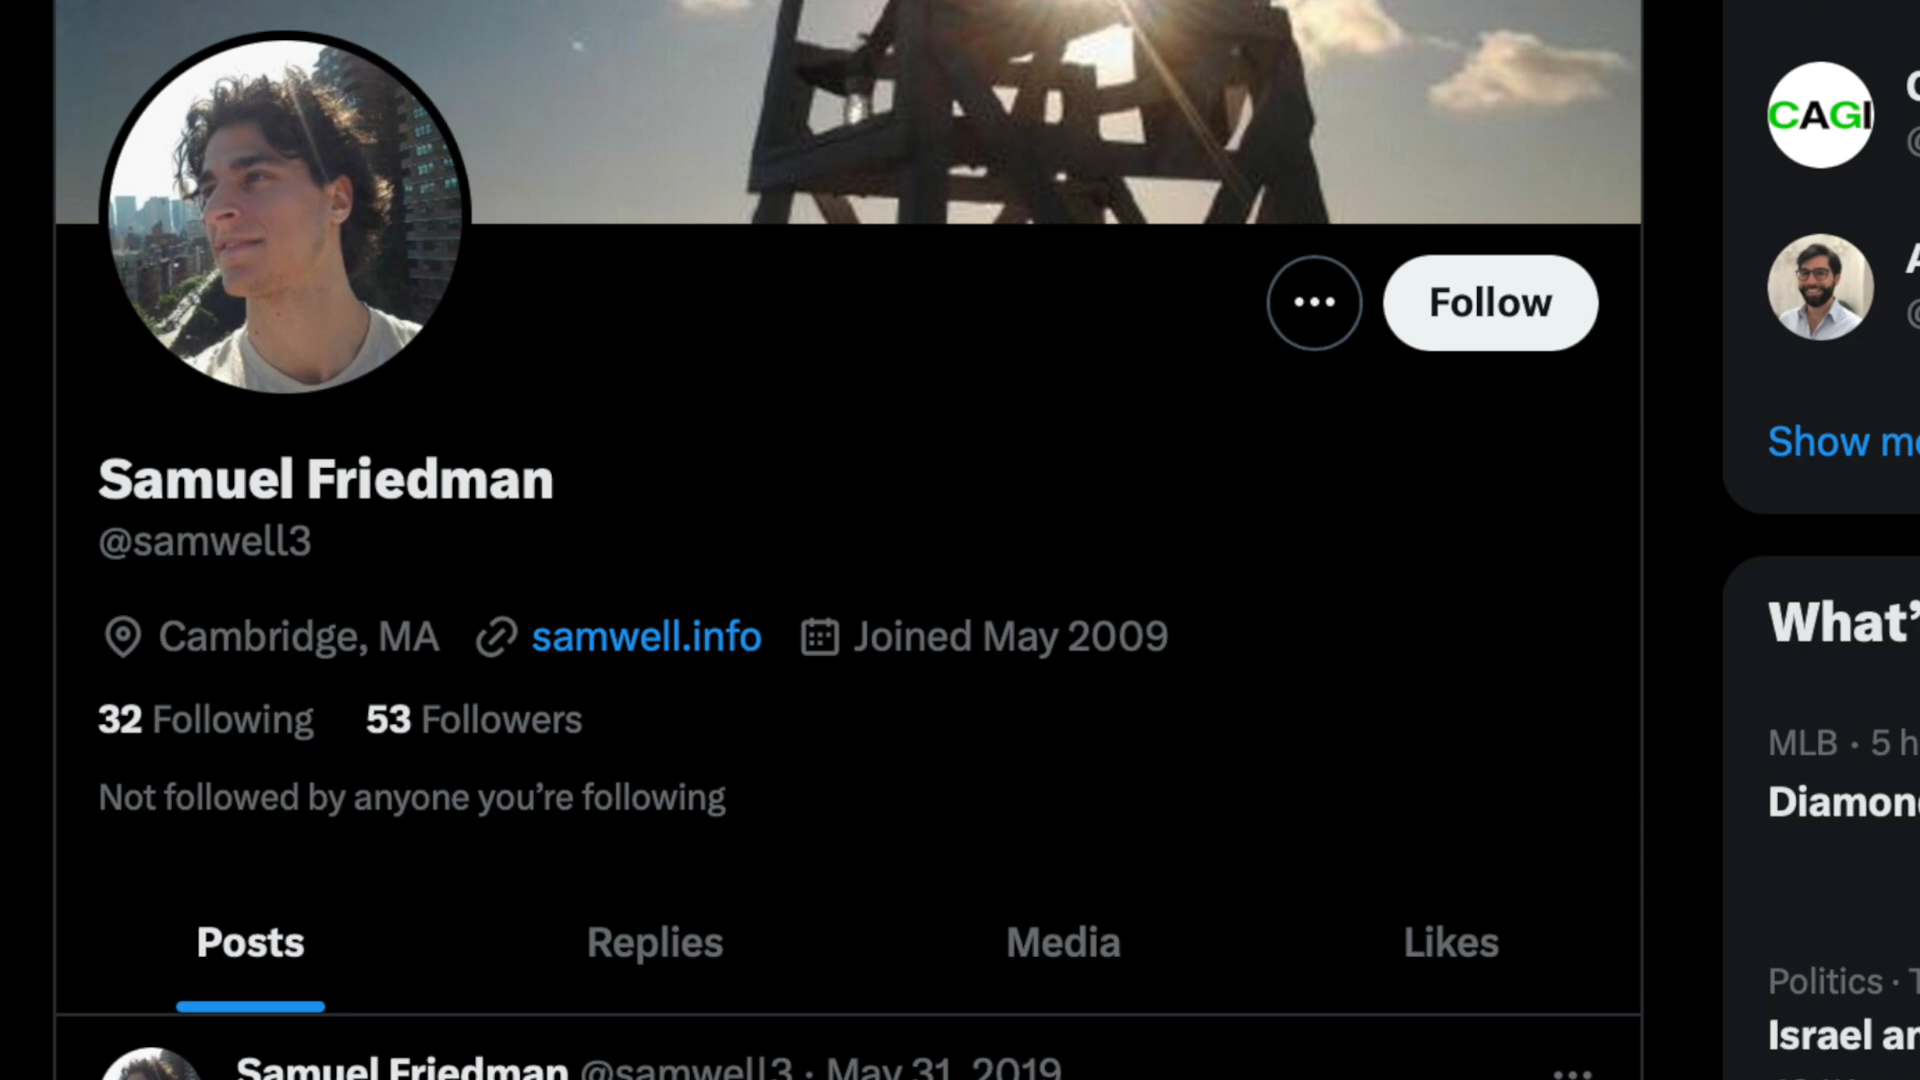 CAGI
Follow
Samuel Friedman
@samwell3
Cambridge, MA samwell.info Joined May 2009
32 Following 53 Followers
Not followed by anyone you're following
Posts Replies Media Likes
Samuel Friedman @samwell3 · May 31, 2019
Show
What's
MLB · 5 h
Politics ·
Israel